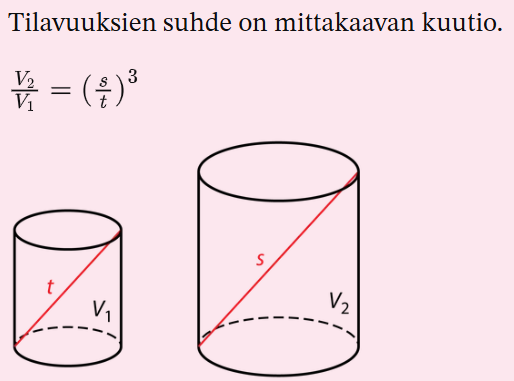 Tilavuuksien suhde on mittakaavan kuutio.
V₂/V₁ = (s/t)³
t
V₁
s
V₂